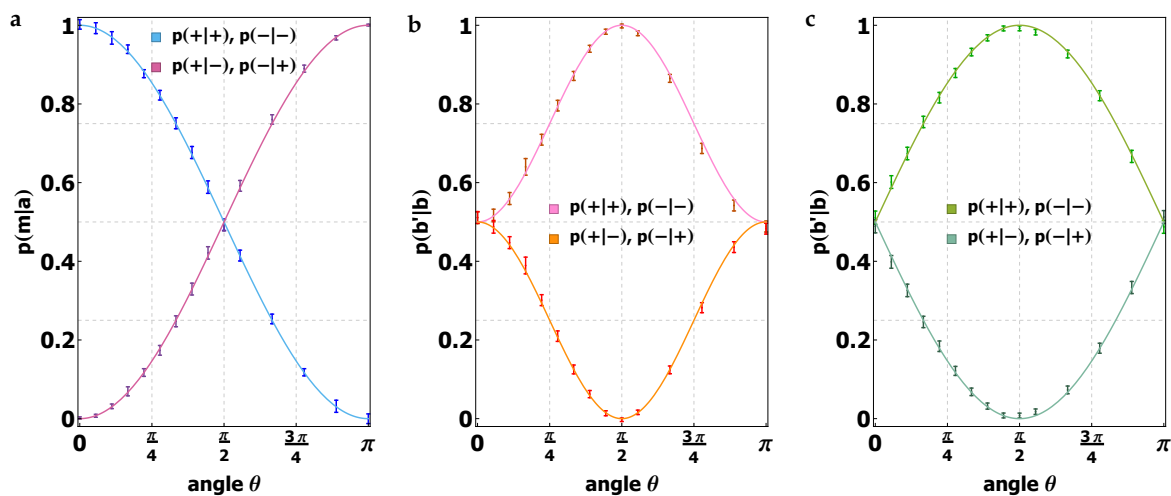 a
p(+|+), p(−|−)
p(+|−), p(−|+)
1
0.8
0.6
0.4
0.2
0
p(m|a)
0
π/4
π/2
3π/4
π
angle θ
b
p(+|+), p(−|−)
p(+|−), p(−|+)
1
0.8
0.6
0.4
0.2
0
p(b'|b)
0
π/4
π/2
3π/4
π
angle θ
c
p(+|+), p(−|−)
p(+|−), p(−|+)
1
0.8
0.6
0.4
0.2
0
p(b'|b)
0
π/4
π/2
3π/4
π
angle θ